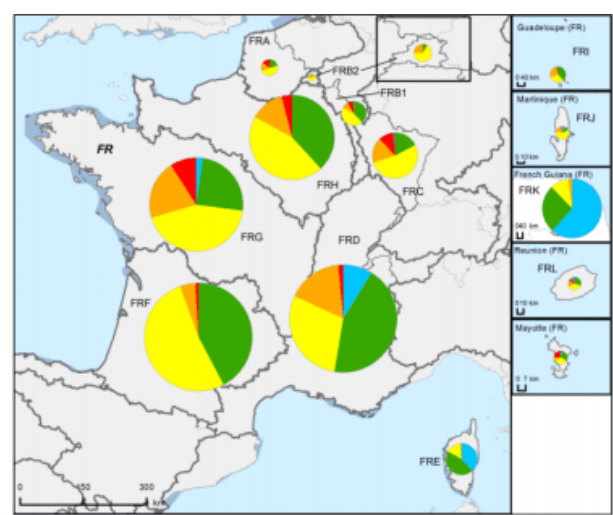 FRA
FRB2
FRB1
FR
FRH
FRC
FRG
FRD
FRF
FRE
0 150 300
km
Guadeloupe (FR)
FRI
0 40 km
Martinique (FR)
FRJ
0 10 km
French Guiana (FR)
FRK
0 40 km
Reunion (FR)
FRL
0 10 km
Mayotte (FR)
FRM
0 7 km